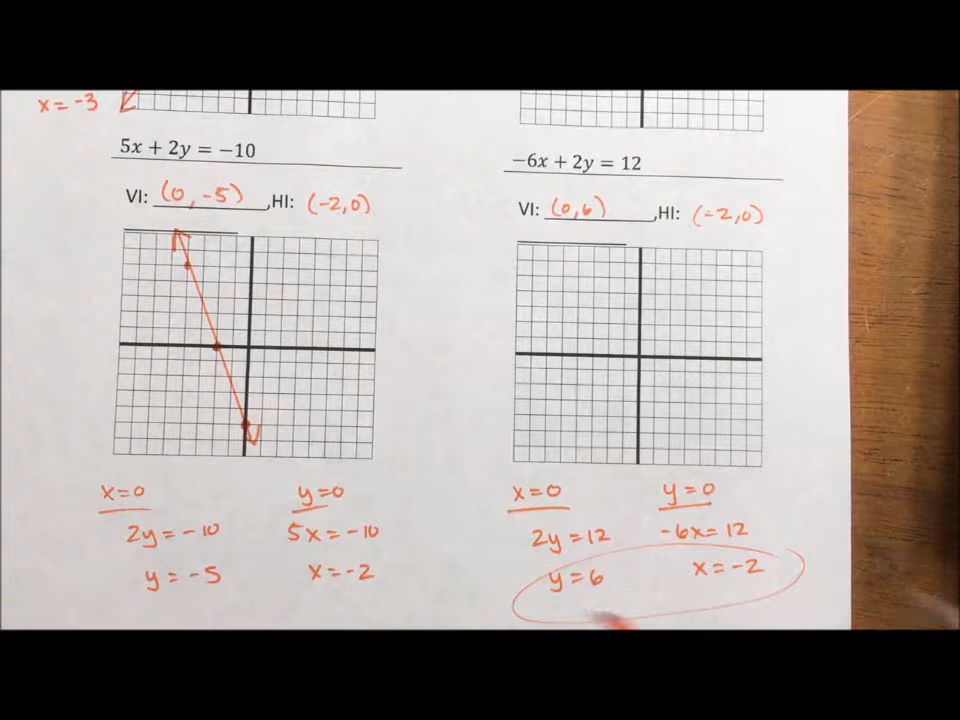 x = -3
5x + 2y = −10
VI: (0, -5) ,HI: (-2,0)
x=0
y=0
2y = -10
5x = -10
y = -5
x = -2
−6x + 2y = 12
VI: (0,6) ,HI: (-2,0)
x=0
y=0
2y = 12
-6x = 12
y = 6
x = -2